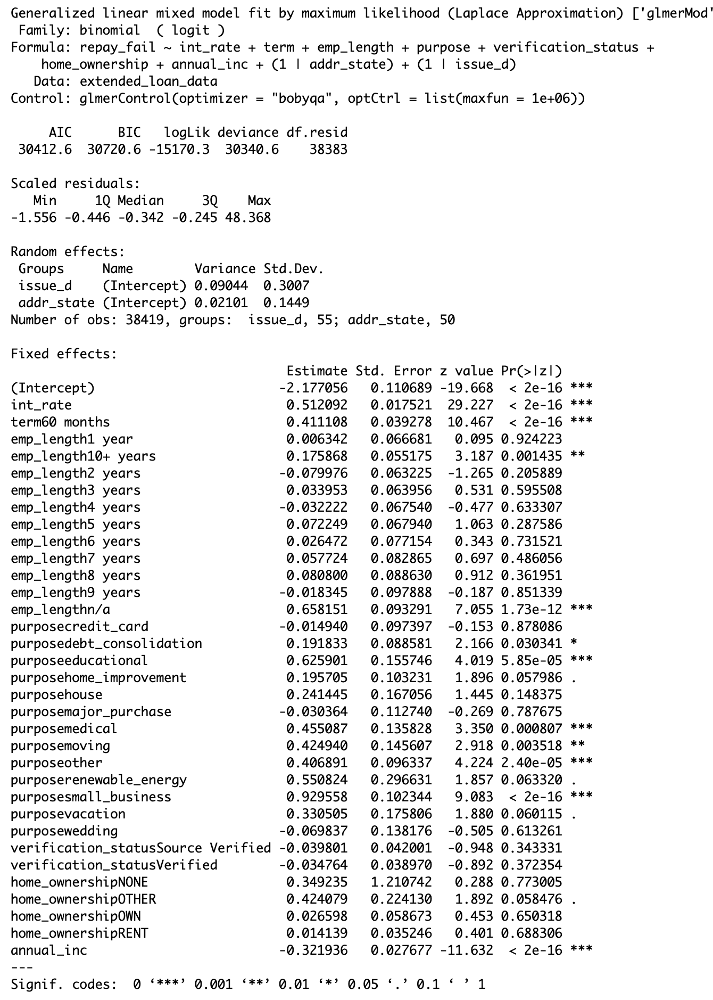 Generalized linear mixed model fit by maximum likelihood (Laplace Approximation) ['glmerMod'
 Family: binomial  ( logit )
Formula: repay_fail ~ int_rate + term + emp_length + purpose + verification_status +
    home_ownership + annual_inc + (1 | addr_state) + (1 | issue_d)
   Data: extended_loan_data
Control: glmerControl(optimizer = "bobyqa", optCtrl = list(maxfun = 1e+06))

     AIC      BIC   logLik deviance df.resid
 30412.6  30720.6 -15170.3  30340.6    38383

Scaled residuals:
   Min     1Q Median     3Q    Max
-1.556 -0.446 -0.342 -0.245 48.368

Random effects:
 Groups     Name        Variance Std.Dev.
 issue_d    (Intercept) 0.09044  0.3007
 addr_state (Intercept) 0.02101  0.1449
Number of obs: 38419, groups:  issue_d, 55; addr_state, 50

Fixed effects:
                                    Estimate Std. Error z value Pr(>|z|)
(Intercept)                        -2.177056   0.110689 -19.668  < 2e-16 ***
int_rate                            0.512092   0.017521  29.227  < 2e-16 ***
term60 months                       0.411108   0.039278  10.467  < 2e-16 ***
emp_length1 year                    0.006342   0.066681   0.095 0.924223
emp_length10+ years                 0.175868   0.055175   3.187 0.001435 **
emp_length2 years                  -0.079976   0.063225  -1.265 0.205889
emp_length3 years                   0.033953   0.063956   0.531 0.595508
emp_length4 years                  -0.032222   0.067540  -0.477 0.633307
emp_length5 years                   0.072249   0.067940   1.063 0.287586
emp_length6 years                   0.026472   0.077154   0.343 0.731521
emp_length7 years                   0.057724   0.082865   0.697 0.486056
emp_length8 years                   0.080800   0.088630   0.912 0.361951
emp_length9 years                  -0.018345   0.097888  -0.187 0.851339
emp_lengthn/a                       0.658151   0.093291   7.055 1.73e-12 ***
purposecredit_card                 -0.014940   0.097397  -0.153 0.878086
purposedebt_consolidation           0.191833   0.088581   2.166 0.030341 *
purposeeducational                  0.625901   0.155746   4.019 5.85e-05 ***
purposehome_improvement             0.195705   0.103231   1.896 0.057986 .
purposehouse                        0.241445   0.167056   1.445 0.148375
purposemajor_purchase              -0.030364   0.112740  -0.269 0.787675
purposemedical                      0.455087   0.135828   3.350 0.000807 ***
purposemoving                       0.424940   0.145607   2.918 0.003518 **
purposeother                        0.406891   0.096337   4.224 2.40e-05 ***
purposerenewable_energy             0.550824   0.296631   1.857 0.063320 .
purposesmall_business               0.929558   0.102344   9.083  < 2e-16 ***
purposevacation                     0.330505   0.175806   1.880 0.060115 .
purposewedding                     -0.069837   0.138176  -0.505 0.613261
verification_statusSource Verified -0.039801   0.042001  -0.948 0.343331
verification_statusVerified        -0.034764   0.038970  -0.892 0.372354
home_ownershipNONE                  0.349235   1.210742   0.288 0.773005
home_ownershipOTHER                 0.424079   0.224130   1.892 0.058476 .
home_ownershipOWN                   0.026598   0.058673   0.453 0.650318
home_ownershipRENT                  0.014139   0.035246   0.401 0.688306
annual_inc                         -0.321936   0.027677 -11.632  < 2e-16 ***
---
Signif. codes:  0 ‘***’ 0.001 ‘**’ 0.01 ‘*’ 0.05 ‘.’ 0.1 ‘ ’ 1